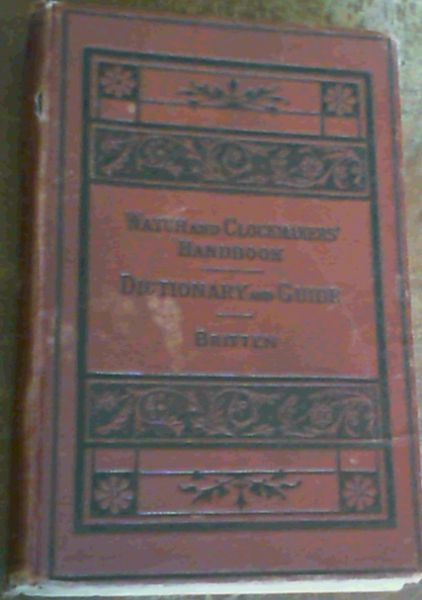 WATCH AND CLOCKMAKERS'
HANDBOOK
DICTIONARY AND GUIDE
BRITTEN